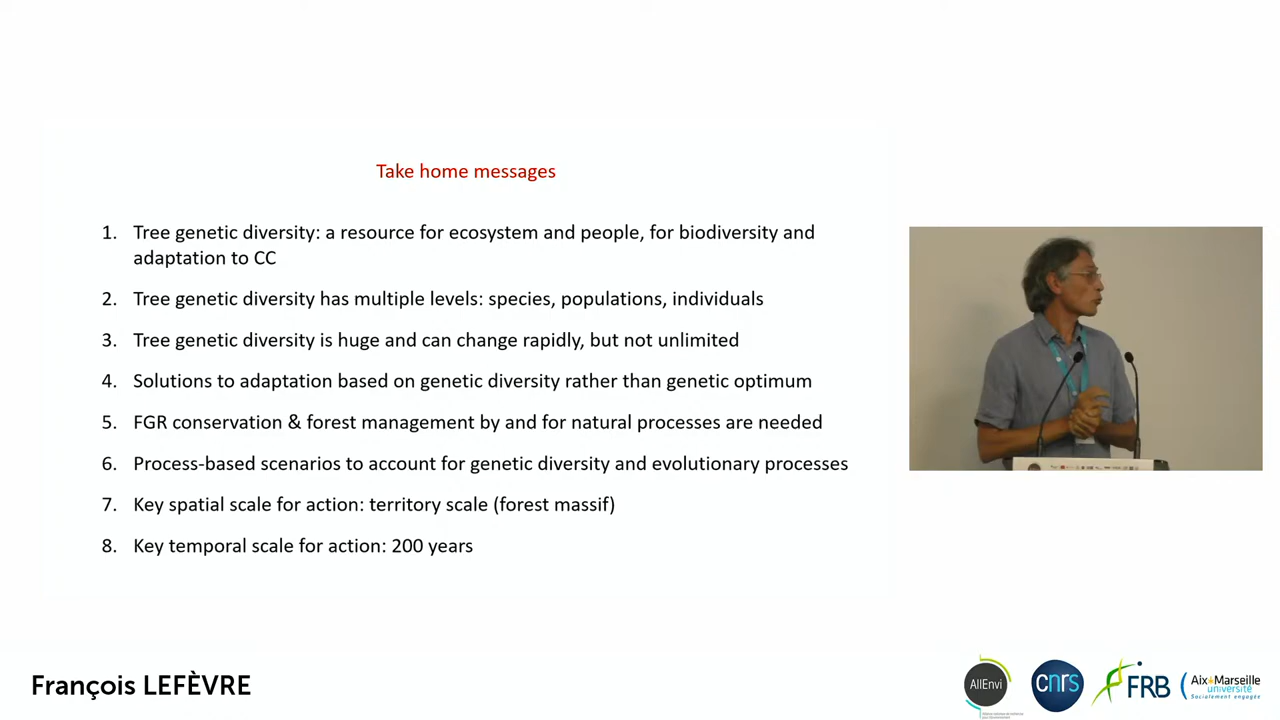 Take home messages
1. Tree genetic diversity: a resource for ecosystem and people, for biodiversity and
adaptation to CC
2. Tree genetic diversity has multiple levels: species, populations, individuals
3. Tree genetic diversity is huge and can change rapidly, but not unlimited
4. Solutions to adaptation based on genetic diversity rather than genetic optimum
5. FGR conservation & forest management by and for natural processes are needed
6. Process-based scenarios to account for genetic diversity and evolutionary processes
7. Key spatial scale for action: territory scale (forest massif)
8. Key temporal scale for action: 200 years
François LEFÈVRE
AllEnvi
cnrs
FRB
Aix Marseille
université
Socialement engagée